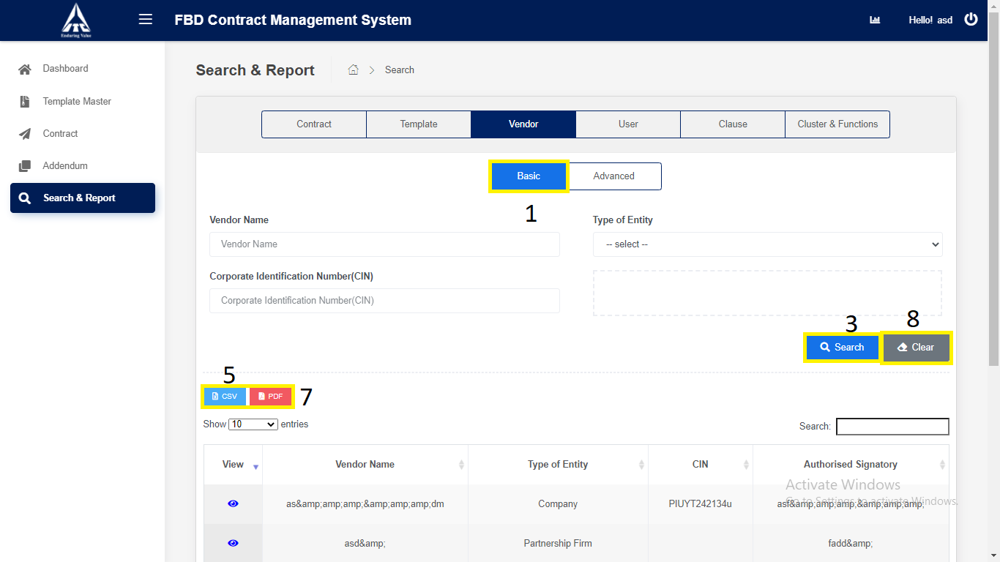 FBD Contract Management System
Hello! asd
Enduring Value
Dashboard
Template Master
Contract
Addendum
Search & Report
Search & Report
Search
Contract
Template
Vendor
User
Clause
Cluster & Functions
Basic
Advanced
1
Vendor Name
Type of Entity
Vendor Name
-- select --
Corporate Identification Number(CIN)
Corporate Identification Number(CIN)
3
8
Search
Clear
5
CSV
PDF
7
Show 10 entries
Search:
View
Vendor Name
Type of Entity
CIN
Authorised Signatory
Activate Windows
Go to Settings to activate Windows.
as&amp;amp;amp;&amp;amp;amp;dm
Company
PIUYT242134u
asf&amp;amp;amp;&amp;amp;amp;
asd&amp;
Partnership Firm
fadd&amp;